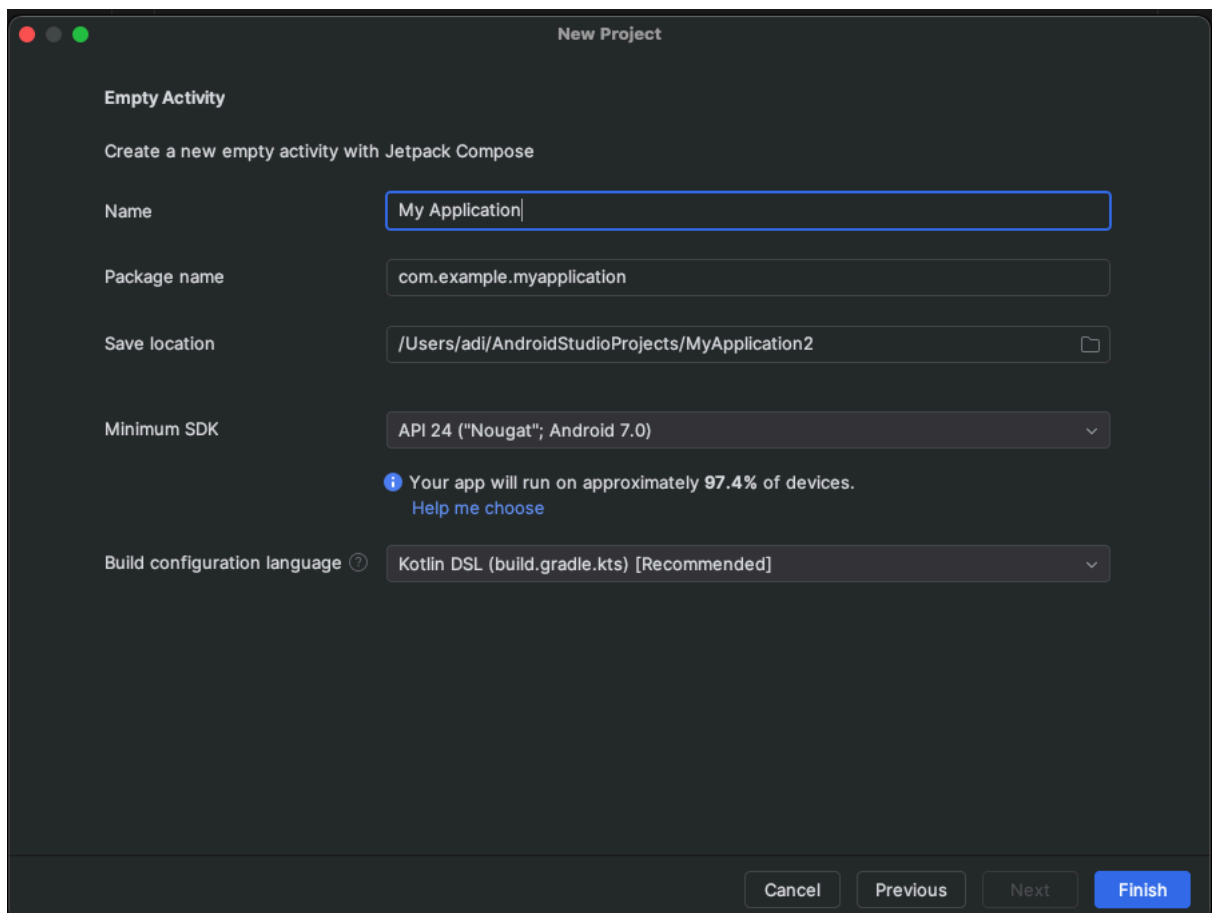 New Project
Empty Activity
Create a new empty activity with Jetpack Compose
Name My Application
Package name com.example.myapplication
Save location /Users/adi/AndroidStudioProjects/MyApplication2
Minimum SDK API 24 ("Nougat"; Android 7.0)
Your app will run on approximately 97.4% of devices.
Help me choose
Build configuration language ? Kotlin DSL (build.gradle.kts) [Recommended]
Cancel Previous Next Finish